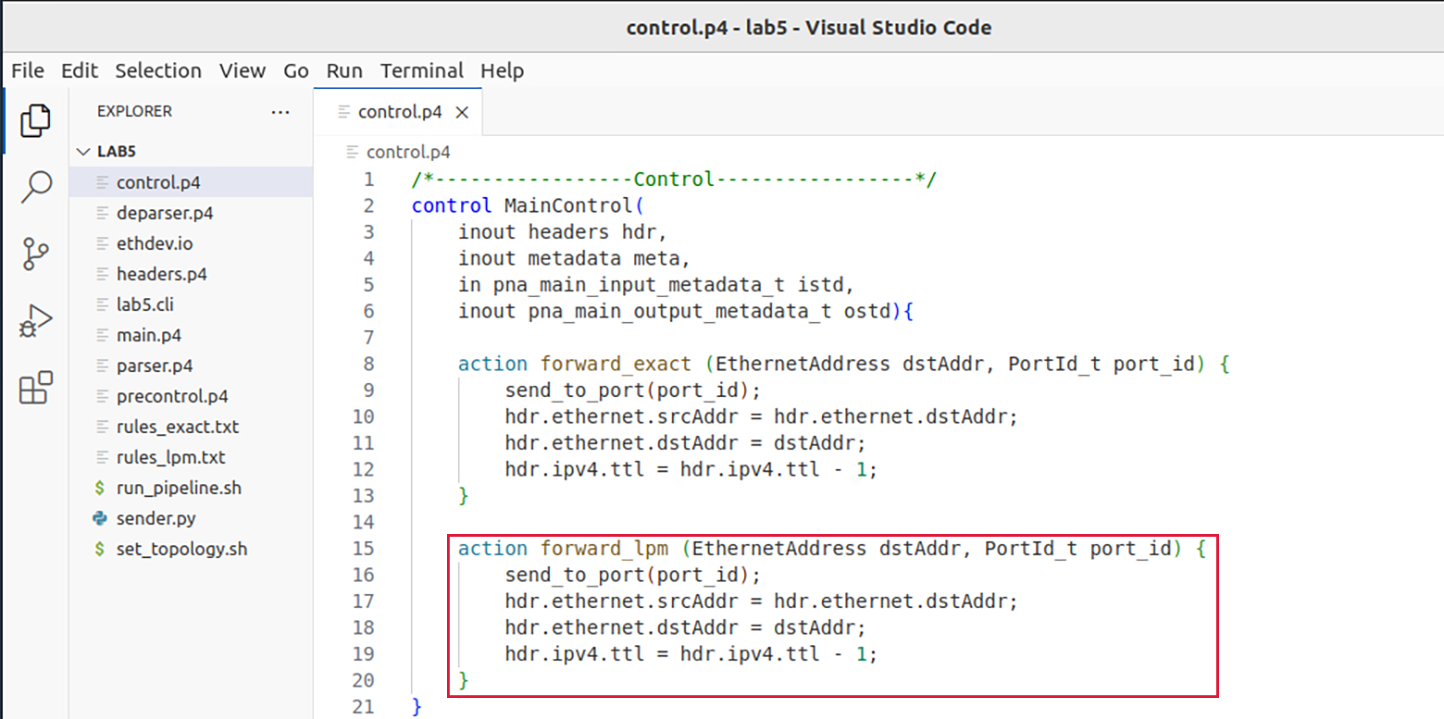 control.p4 - lab5 - Visual Studio Code
File Edit Selection View Go Run Terminal Help
EXPLORER ...
LAB5
control.p4
deparser.p4
ethdev.io
headers.p4
lab5.cli
main.p4
parser.p4
precontrol.p4
rules_exact.txt
rules_lpm.txt
$ run_pipeline.sh
sender.py
$ set_topology.sh
control.p4
control.p4
1 /*-----------------Control-----------------*/
2 control MainControl(
3     inout headers hdr,
4     inout metadata meta,
5     in pna_main_input_metadata_t istd,
6     inout pna_main_output_metadata_t ostd){
7
8     action forward_exact (EthernetAddress dstAddr, PortId_t port_id) {
9         send_to_port(port_id);
10         hdr.ethernet.srcAddr = hdr.ethernet.dstAddr;
11         hdr.ethernet.dstAddr = dstAddr;
12         hdr.ipv4.ttl = hdr.ipv4.ttl - 1;
13     }
14
15     action forward_lpm (EthernetAddress dstAddr, PortId_t port_id) {
16         send_to_port(port_id);
17         hdr.ethernet.srcAddr = hdr.ethernet.dstAddr;
18         hdr.ethernet.dstAddr = dstAddr;
19         hdr.ipv4.ttl = hdr.ipv4.ttl - 1;
20     }
21 }